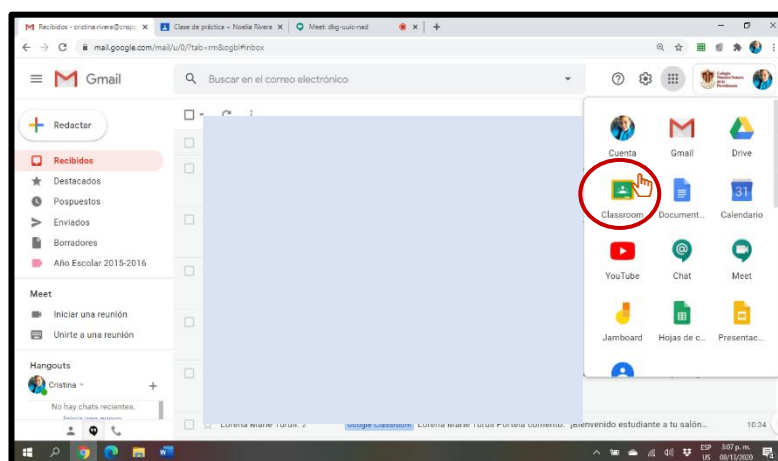 Recibidos - cristina.rivera@cnsp
Clase de práctica - Noelia Rivera
Meet: dkg-uuic-nad
mail.google.com/mail/u/0/?tab=rm&ogbl#inbox
Gmail
Buscar en el correo electrónico
Redactar
Recibidos
Destacados
Pospuestos
Enviados
Borradores
Año Escolar 2015-2016
Meet
Iniciar una reunión
Unirte a una reunión
Hangouts
Cristina
No hay chats recientes.
Cuenta
Gmail
Drive
Classroom
Document...
Calendario
YouTube
Chat
Meet
Jamboard
Hojas de c...
Presentac...
31
Google Classroom
a tu salón...
10:34
ESP
US
3:07 p. m.
08/13/2020